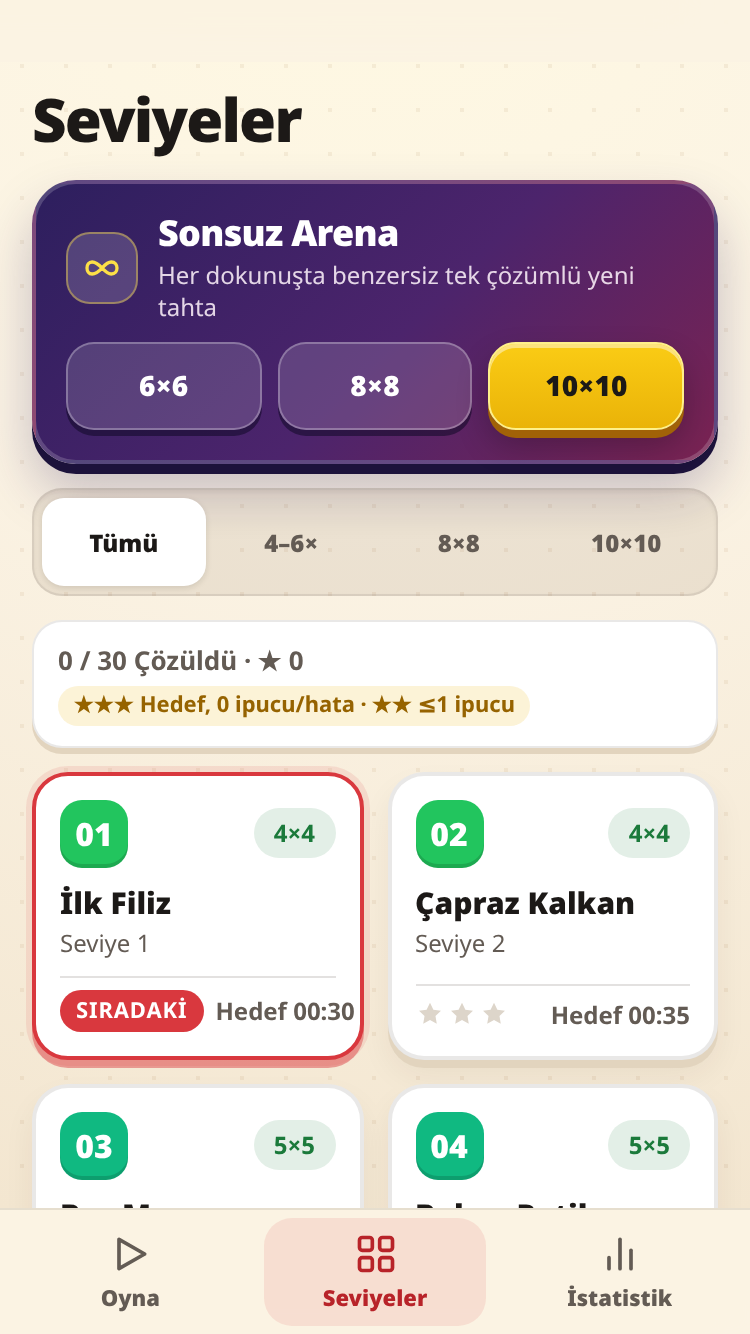 Seviyeler
Sonsuz Arena
Her dokunuşta benzersiz tek çözümlü yeni
tahta
6×6
8×8
10×10
Tümü
4–6×
8×8
10×10
0 / 30 Çözüldü · ★ 0
★★★ Hedef, 0 ipucu/hata · ★★ ≤1 ipucu
01
4×4
İlk Filiz
Seviye 1
SIRADAKİ
Hedef 00:30
02
4×4
Çapraz Kalkan
Seviye 2
Hedef 00:35
03
5×5
04
5×5
Oyna
Seviyeler
İstatistik